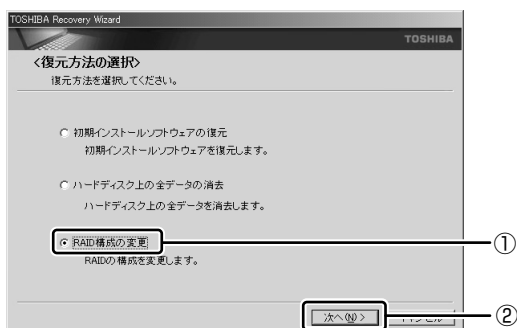 TOSHIBA Recovery Wizard
TOSHIBA
<復元方法の選択>
復元方法を選択してください。
初期インストールソフトウェアの復元
初期インストールソフトウェアを復元します。
ハードディスク上の全データの消去
ハードディスク上の全データを消去します。
RAID構成の変更
①
RAIDの構成を変更します。
次へ(N) >
キャンセル
②